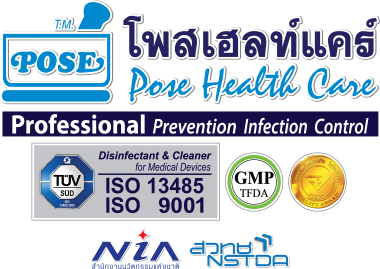 T.M.
POSE
โพสเฮลท์แคร์
Pose Health Care
Professional Prevention Infection Control
Disinfectant & Cleaner
for Medical Devices
TÜV
SÜD
ISO 13485
ISO 9001
GMP
TFDA
NIA
สำนักงานนวัตกรรมแห่งชาติ
สวทช
NSTDA